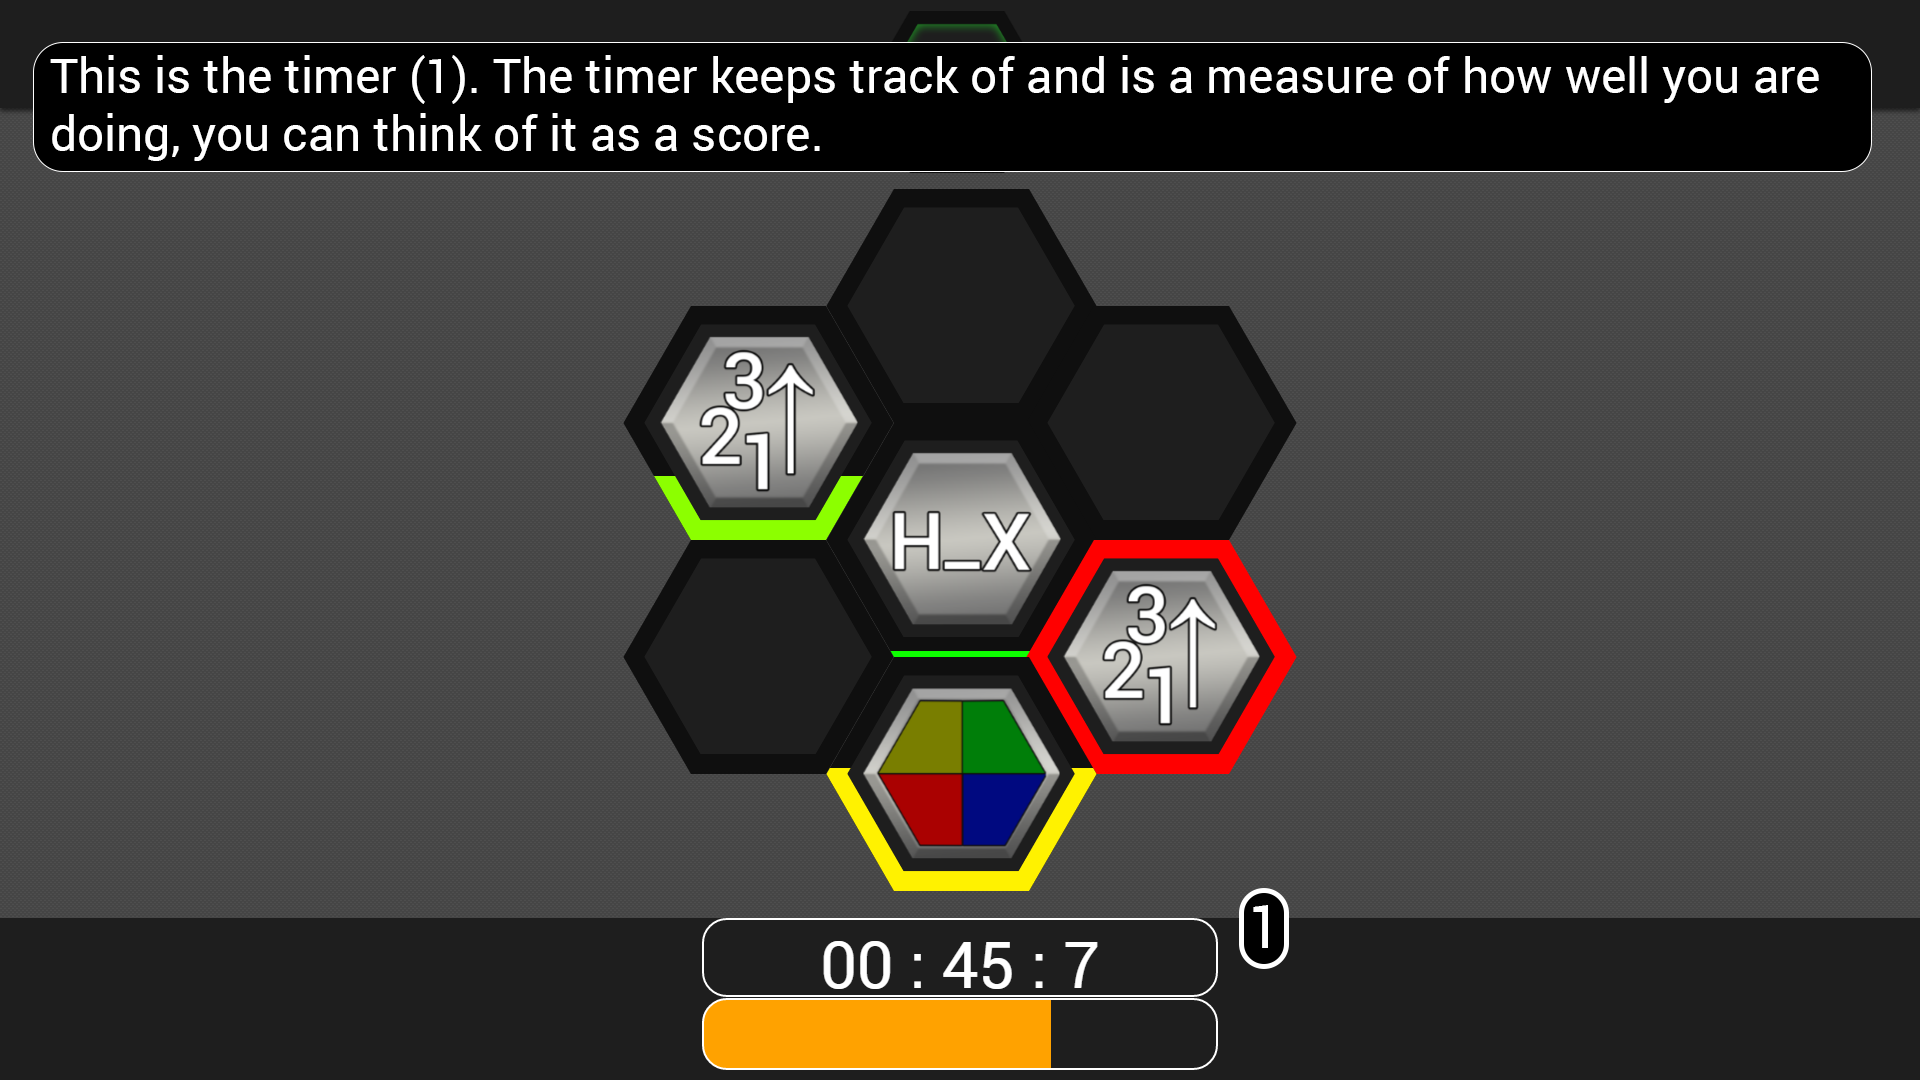 This is the timer (1). The timer keeps track of and is a measure of how well you are
doing, you can think of it as a score.
3
2
1
H_X
3
2
1
1
00 : 45 : 7